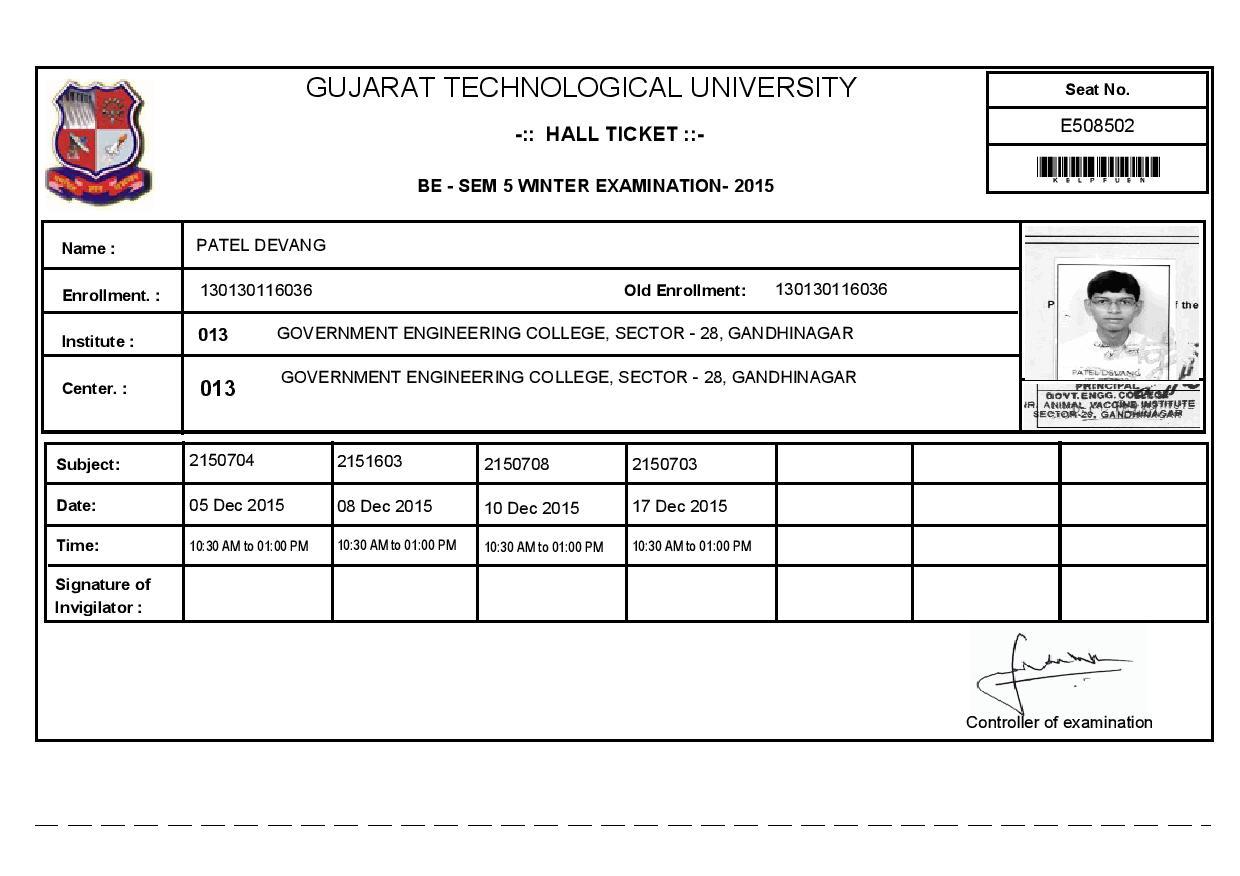 GUJARAT TECHNOLOGICAL UNIVERSITY
-:: HALL TICKET ::-
BE - SEM 5 WINTER EXAMINATION- 2015
Seat No.
E508502
K E L P F U E N
Name : PATEL DEVANG
Enrollment. : 130130116036 Old Enrollment: 130130116036
Institute : 013 GOVERNMENT ENGINEERING COLLEGE, SECTOR - 28, GANDHINAGAR
Center. : 013 GOVERNMENT ENGINEERING COLLEGE, SECTOR - 28, GANDHINAGAR
P f the
PATEL DEVANG
PRINCIPAL
GOVT. ENGG. COLLEGE
IR. ANIMAL VACCINE INSTITUTE
SECTOR-28, GANDHINAGAR
Subject: 2150704 2151603 2150708 2150703
Date: 05 Dec 2015 08 Dec 2015 10 Dec 2015 17 Dec 2015
Time: 10:30 AM to 01:00 PM 10:30 AM to 01:00 PM 10:30 AM to 01:00 PM 10:30 AM to 01:00 PM
Signature of
Invigilator :
Controller of examination